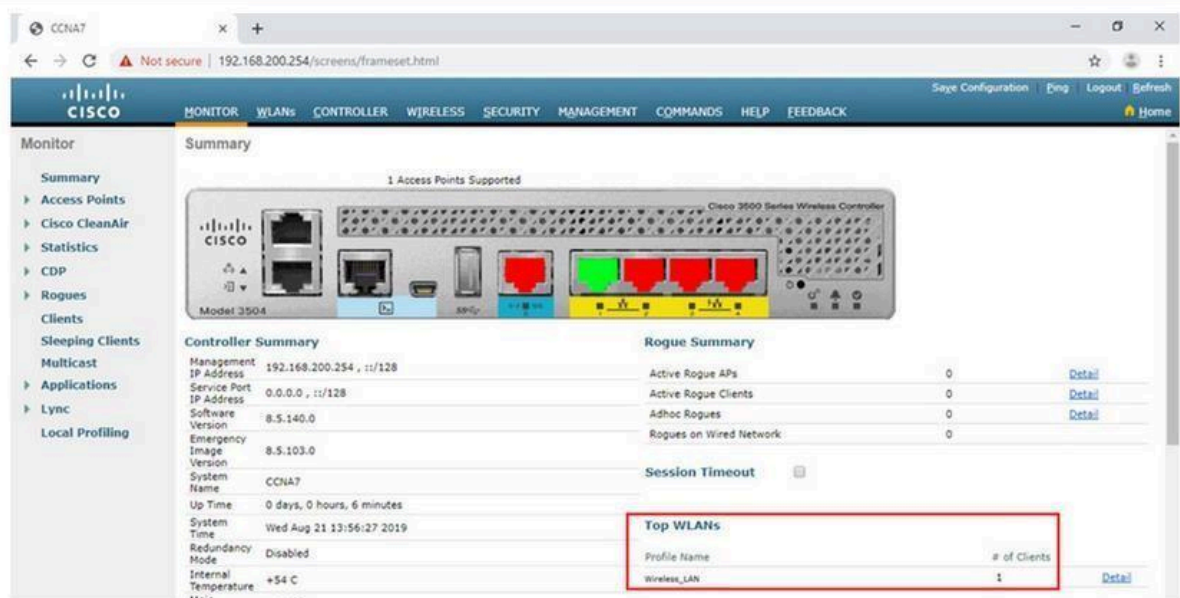 CCNA7
Not secure | 192.168.200.254/screens/frameset.html
Save Configuration Ping Logout Refresh
CISCO
MONITOR WLANs CONTROLLER WIRELESS SECURITY MANAGEMENT COMMANDS HELP FEEDBACK
Home
Monitor
Summary
Access Points
Cisco CleanAir
Statistics
CDP
Rogues
Clients
Sleeping Clients
Multicast
Applications
Lync
Local Profiling
Summary
1 Access Points Supported
Cisco 3500 Series Wireless Controller
CISCO
Model 3504
Controller Summary
Management IP Address 192.168.200.254 , ::/128
Service Port IP Address 0.0.0.0 , ::/128
Software Version 8.5.140.0
Emergency Image Version 8.5.103.0
System Name CCNA7
Up Time 0 days, 0 hours, 6 minutes
System Time Wed Aug 21 13:56:27 2019
Redundancy Mode Disabled
Internal Temperature +54 C
Rogue Summary
Active Rogue APs 0 Detail
Active Rogue Clients 0 Detail
Adhoc Rogues 0 Detail
Rogues on Wired Network 0
Session Timeout
Top WLANs
Profile Name # of Clients
Wireless_LAN 1 Detail